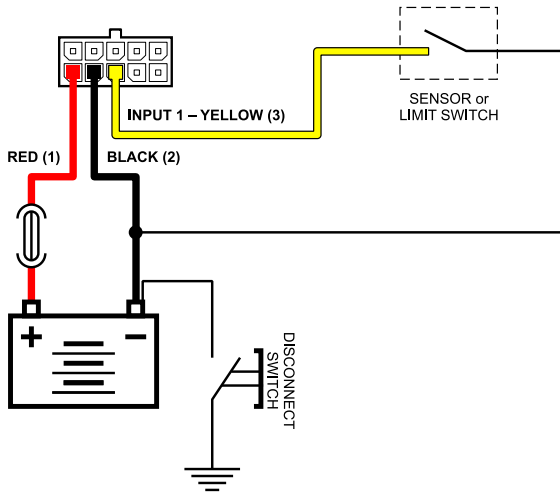 INPUT 1 – YELLOW (3)
SENSOR or
LIMIT SWITCH
RED (1)
BLACK (2)
+
–
DISCONNECT
SWITCH